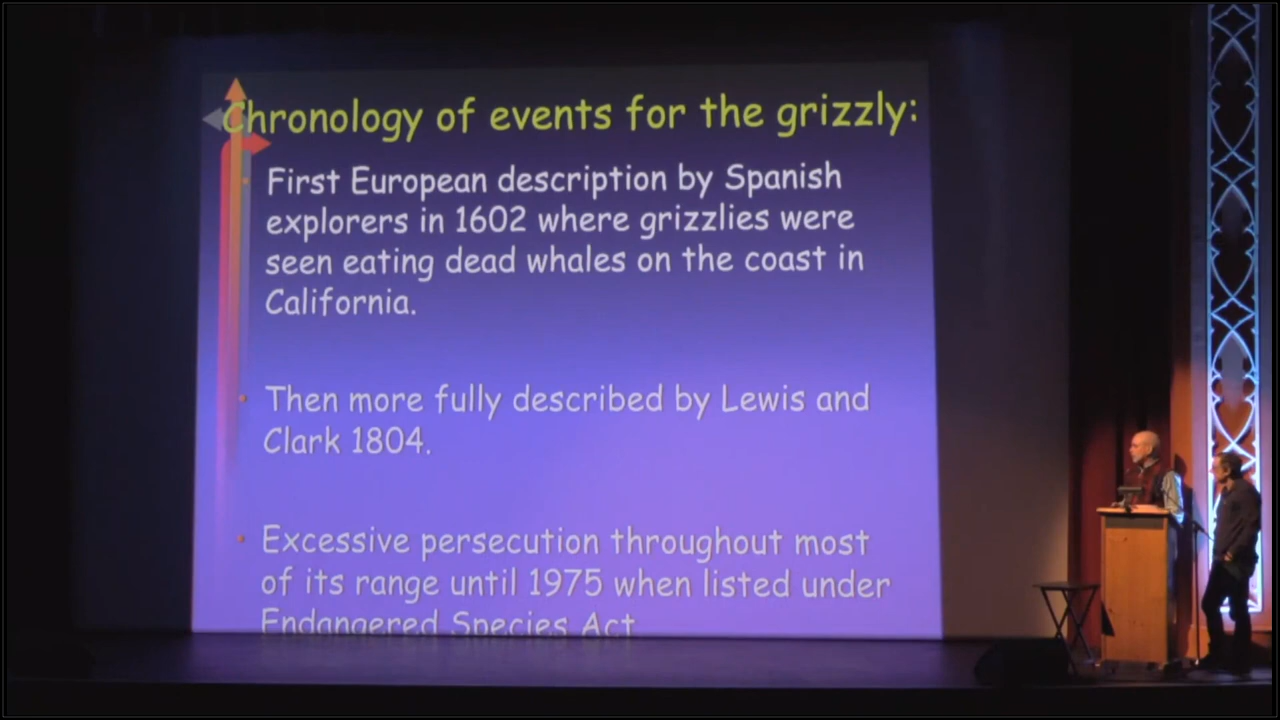 Chronology of events for the grizzly:
First European description by Spanish
explorers in 1602 where grizzlies were
seen eating dead whales on the coast in
California.
Then more fully described by Lewis and
Clark 1804.
Excessive persecution throughout most
of its range until 1975 when listed under
Endangered Species Act